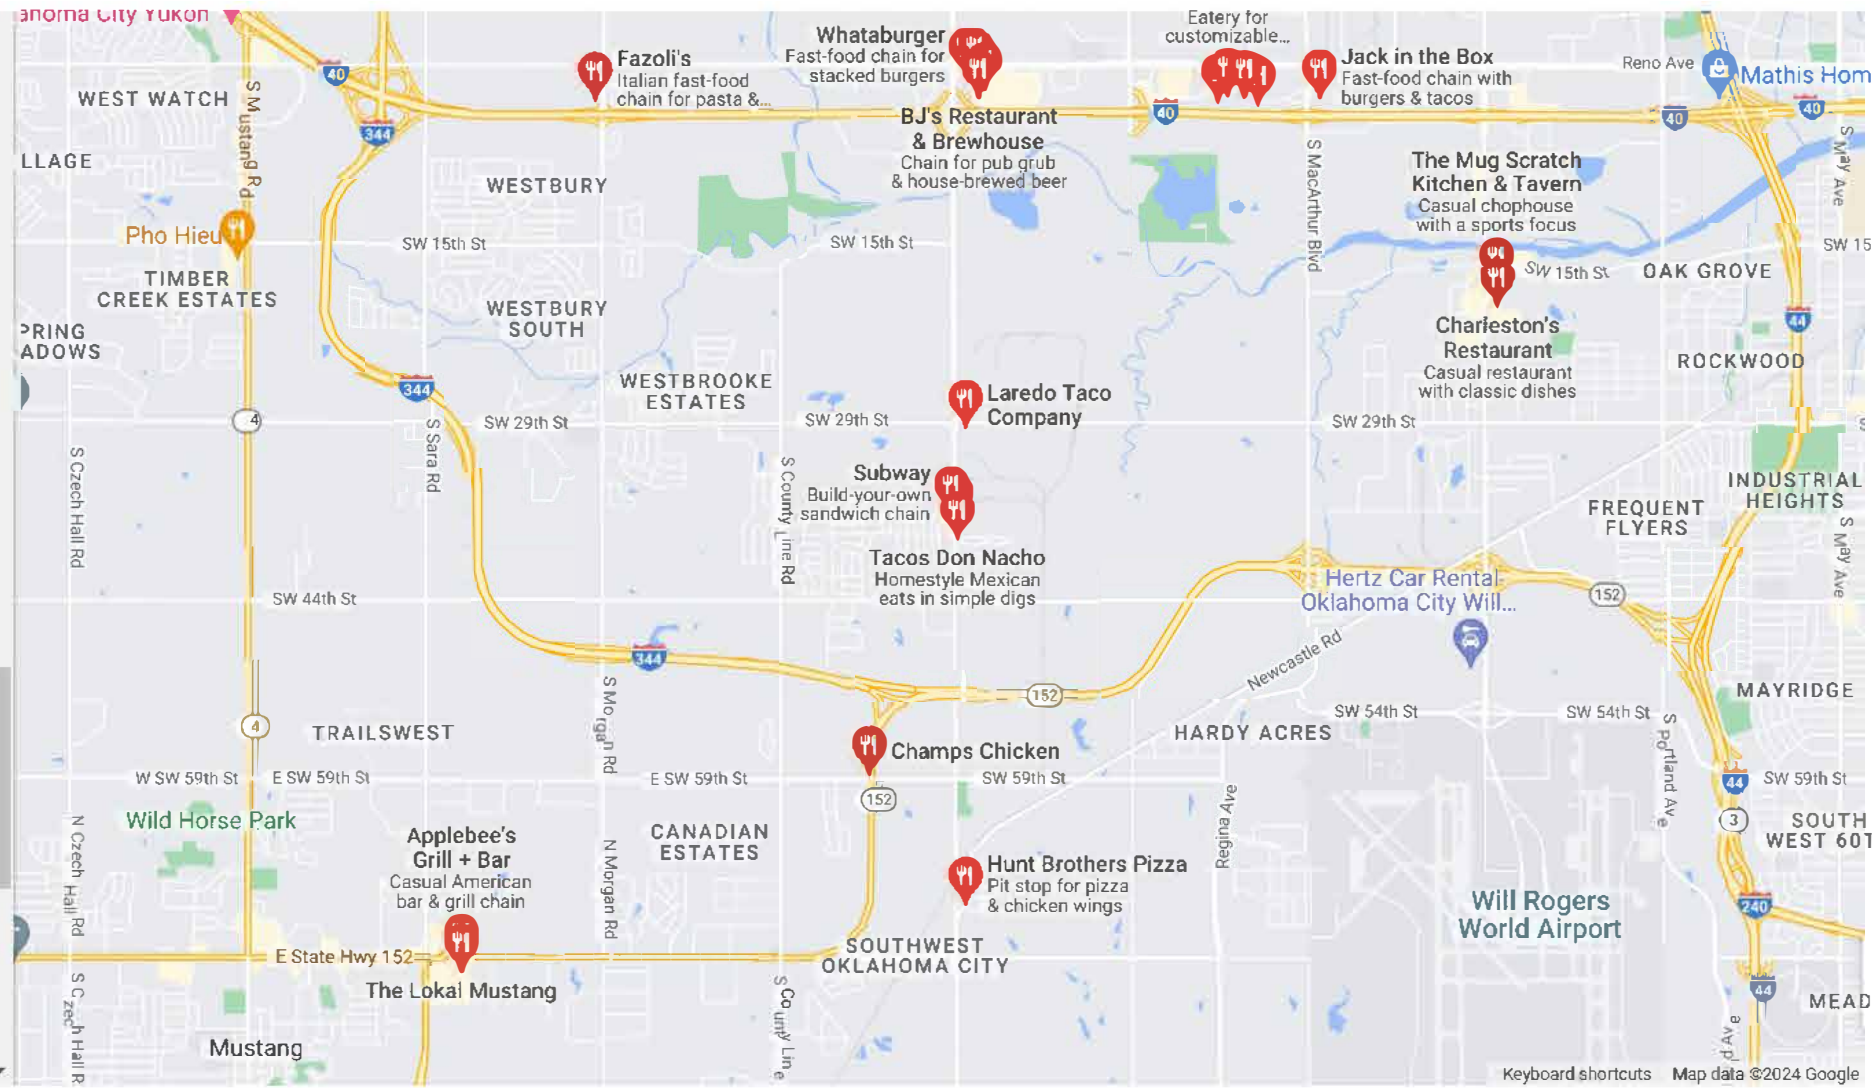 ahoma City Yukon
WEST WATCH
S Mustang Rd
40
344
Fazoli's
Italian fast-food
chain for pasta &...
Whataburger
Fast-food chain for
stacked burgers
BJ's Restaurant
& Brewhouse
Chain for pub grub
& house-brewed beer
Eatery for
customizable...
40
Jack in the Box
Fast-food chain with
burgers & tacos
Reno Ave
Mathis Hom
40
40
S May Ave
LLAGE
WESTBURY
S MacArthur Blvd
The Mug Scratch
Kitchen & Tavern
Casual chophouse
with a sports focus
Pho Hieu
SW 15th St
SW 15th St
SW 15th St
SW 15
OAK GROVE
TIMBER
CREEK ESTATES
WESTBURY
SOUTH
PRING
ADOWS
44
Charleston's
Restaurant
Casual restaurant
with classic dishes
ROCKWOOD
344
WESTBROOKE
ESTATES
Laredo Taco
Company
4
SW 29th St
SW 29th St
SW 29th St
S Sara Rd
S Czech Hall Rd
S County Line Rd
Subway
Build-your-own
sandwich chain
Tacos Don Nacho
Homestyle Mexican
eats in simple digs
INDUSTRIAL
HEIGHTS
FREQUENT
FLYERS
S May Ave
Hertz Car Rental-
Oklahoma City Will...
152
SW 44th St
344
Newcastle Rd
152
S Morgan Rd
MAYRIDGE
4
TRAILSWEST
SW 54th St
SW 54th St
HARDY ACRES
S Portland Ave
Champs Chicken
W SW 59th St
E SW 59th St
E SW 59th St
SW 59th St
44
SW 59th St
152
Regina Ave
3
SOUTH
WEST 60T
Wild Horse Park
N Czech Hall Rd
Applebee's
Grill + Bar
Casual American
bar & grill chain
N Morgan Rd
CANADIAN
ESTATES
Hunt Brothers Pizza
Pit stop for pizza
& chicken wings
Will Rogers
World Airport
240
E State Hwy 152
SOUTHWEST
OKLAHOMA CITY
The Lokal Mustang
S Czech Hall R
S County Line
44
MEAD
Mustang
d Ave
Keyboard shortcuts
Map data ©2024 Google